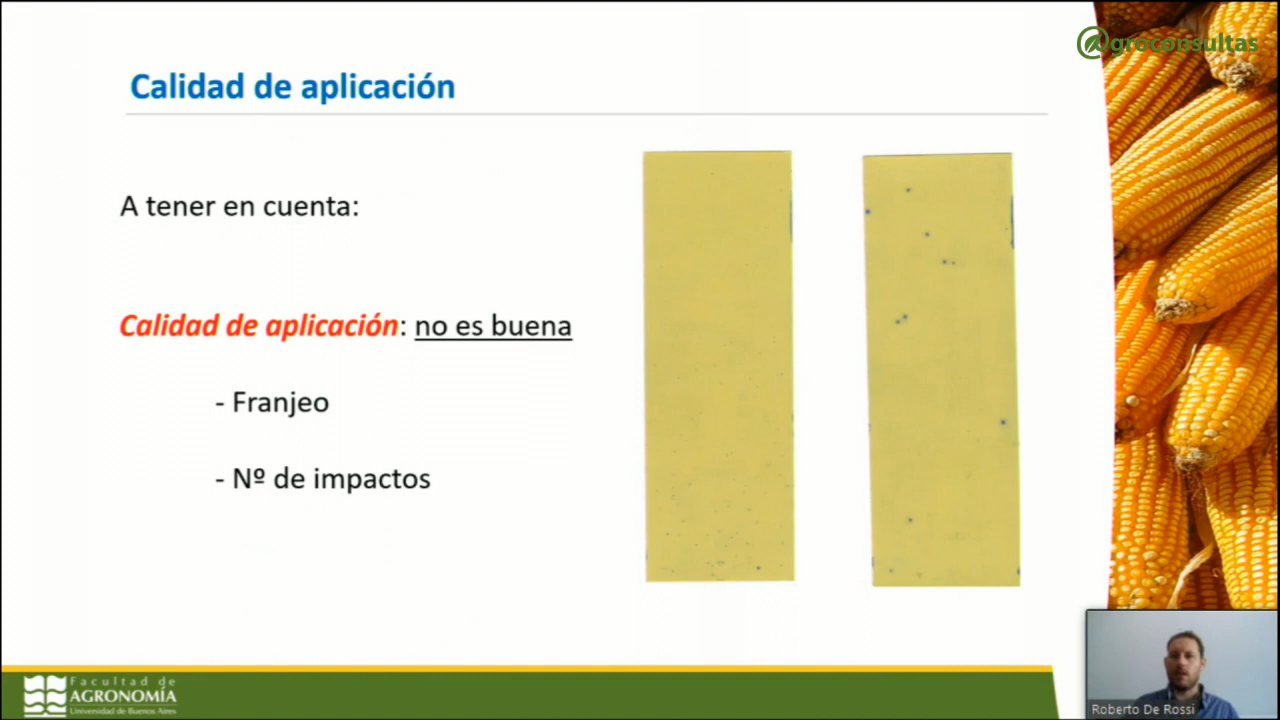 @groconsultas
Calidad de aplicación
A tener en cuenta:
Calidad de aplicación: no es buena
- Franjeo
- Nº de impactos
Facultad de
AGRONOMÍA
Universidad de Buenos Aires
Roberto De Rossi